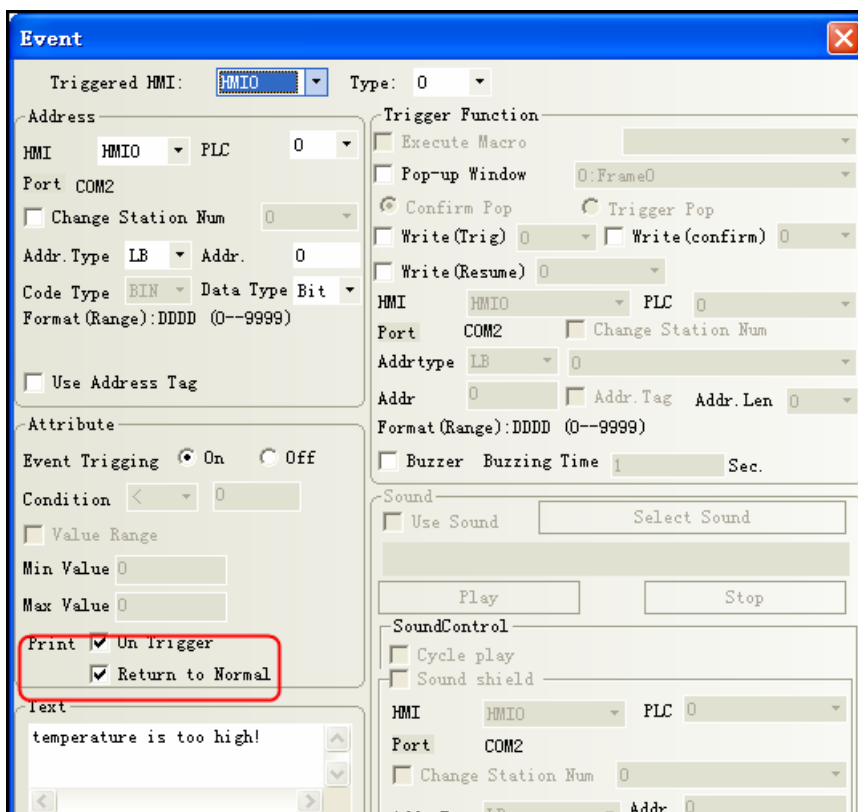 Event
Triggered HMI: HMI0 Type: 0
Address
HMI HMI0 PLC 0
Port COM2
Change Station Num 0
Addr.Type LB Addr. 0
Code Type BIN Data Type Bit
Format(Range):DDDD (0--9999)
Use Address Tag
Attribute
Event Trigging On Off
Condition < 0
Value Range
Min Value 0
Max Value 0
Print On Trigger
Return to Normal
Text
temperature is too high!
Trigger Function
Execute Macro
Pop-up Window 0:Frame0
Confirm Pop Trigger Pop
Write(Trig) 0 Write(confirm) 0
Write(Resume) 0
HMI HMI0 PLC 0
Port COM2 Change Station Num
Addrtype LB 0
Addr 0 Addr.Tag Addr.Len 0
Format(Range):DDDD (0--9999)
Buzzer Buzzing Time 1 Sec.
Sound
Use Sound Select Sound
Play Stop
SoundControl
Cycle play
Sound shield
HMI HMI0 PLC 0
Port COM2
Change Station Num 0
Addr 0